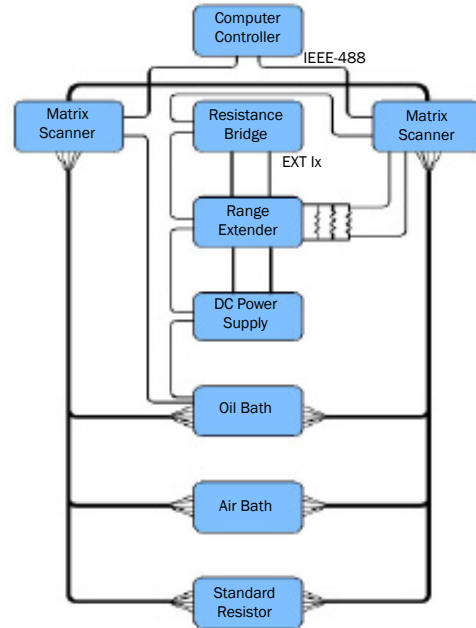 Computer
Controller
IEEE-488
Matrix
Scanner
Resistance
Bridge
Matrix
Scanner
EXT Ix
Range
Extender
DC Power
Supply
Oil Bath
Air Bath
Standard
Resistor